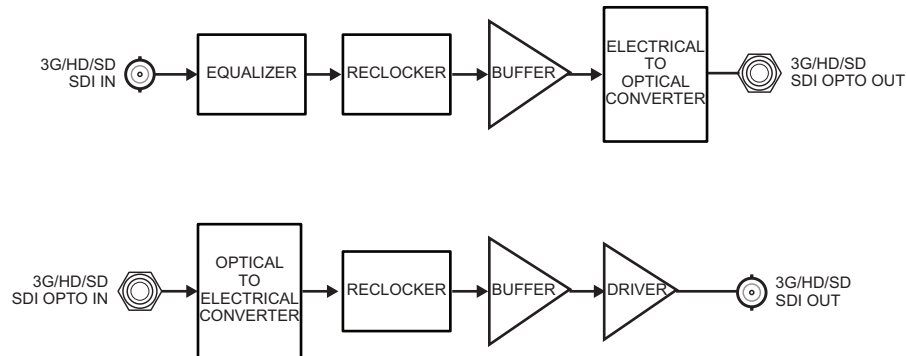 3G/HD/SD
SDI IN
EQUALIZER
RECLOCKER
BUFFER
ELECTRICAL
TO
OPTICAL
CONVERTER
3G/HD/SD
SDI OPTO OUT
3G/HD/SD
SDI OPTO IN
OPTICAL
TO
ELECTRICAL
CONVERTER
RECLOCKER
BUFFER
DRIVER
3G/HD/SD
SDI OUT